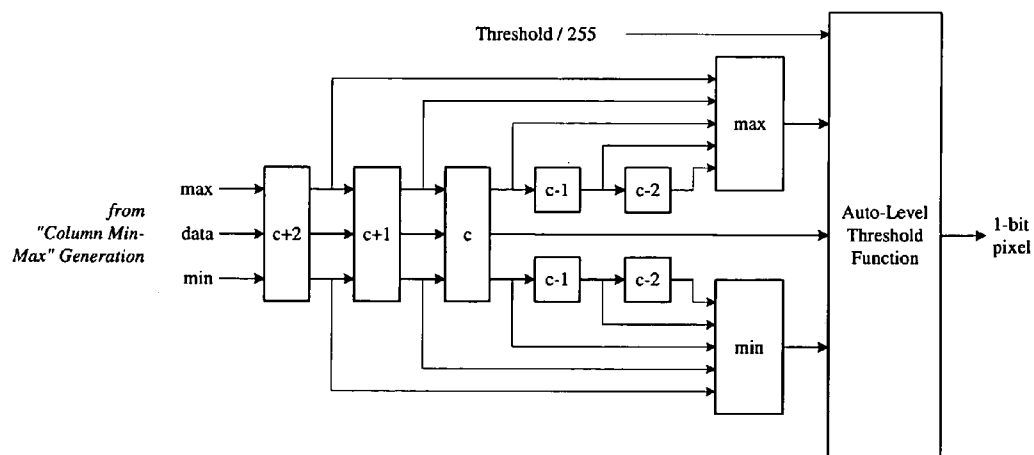 Threshold / 255
max
max
c-1
c-2
from
"Column Min-
Max" Generation
data
c+2
c+1
c
Auto-Level
Threshold
Function
1-bit
pixel
min
c-1
c-2
min